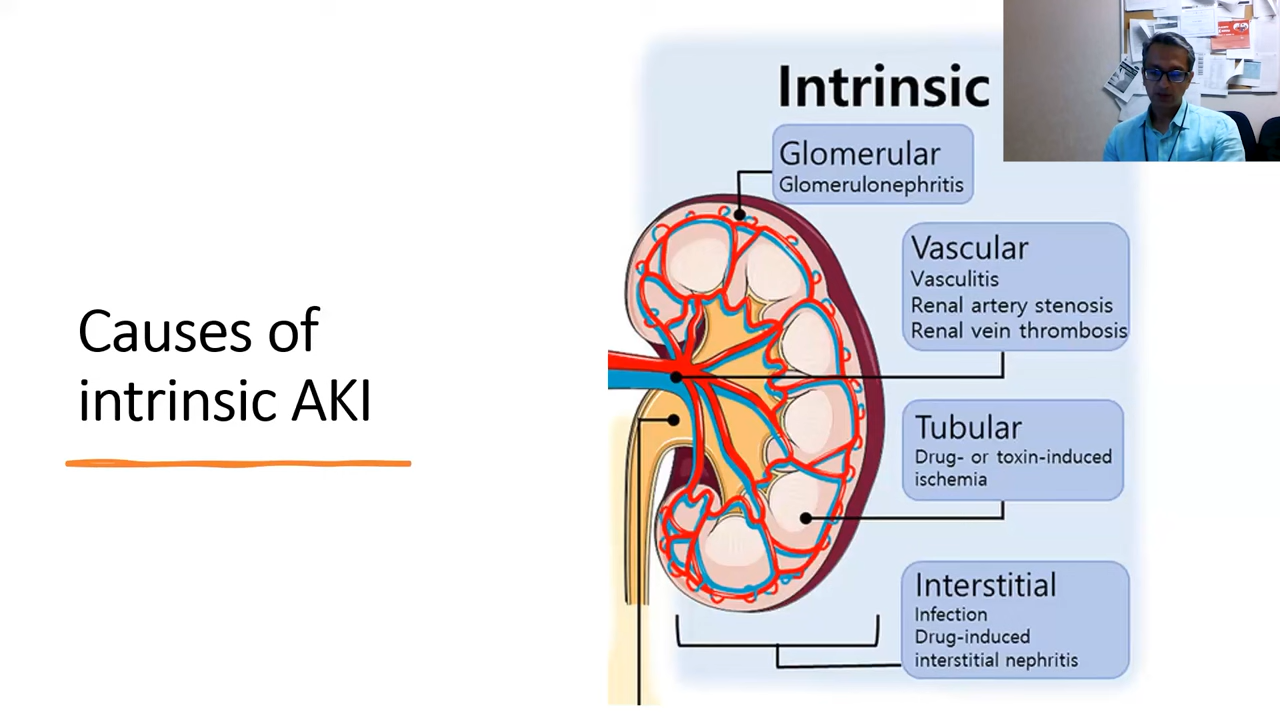 Causes of
intrinsic AKI
Intrinsic
Glomerular
Glomerulonephritis
Vascular
Vasculitis
Renal artery stenosis
Renal vein thrombosis
Tubular
Drug- or toxin-induced
ischemia
Interstitial
Infection
Drug-induced
interstitial nephritis